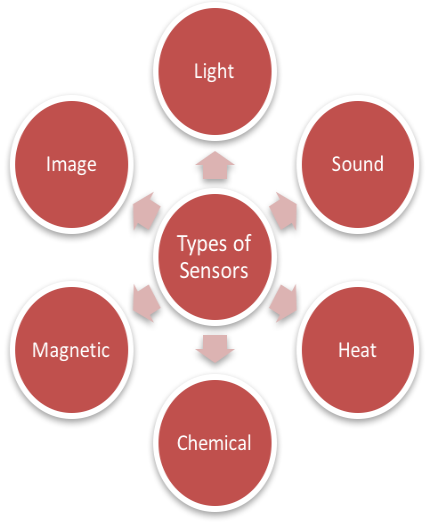 Light
Image
Sound
Types of
Sensors
Magnetic
Heat
Chemical